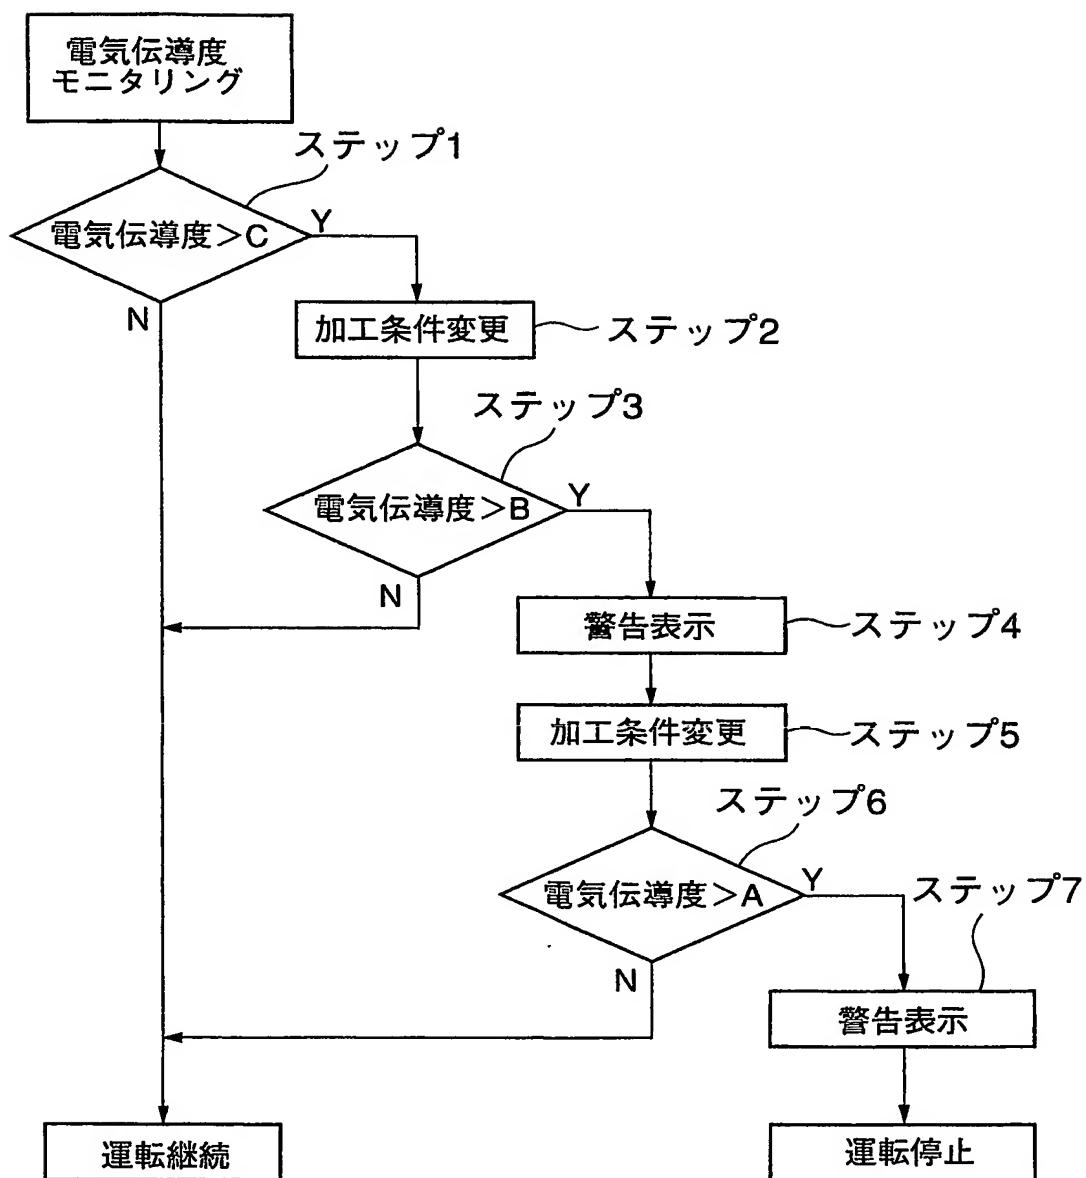 電気伝導度
モニタリング
ステップ1
電気伝導度>C
Y
N
加工条件変更
ステップ2
ステップ3
電気伝導度>B
Y
N
警告表示
ステップ4
加工条件変更
ステップ5
ステップ6
電気伝導度>A
Y
ステップ7
N
警告表示
運転継続
運転停止